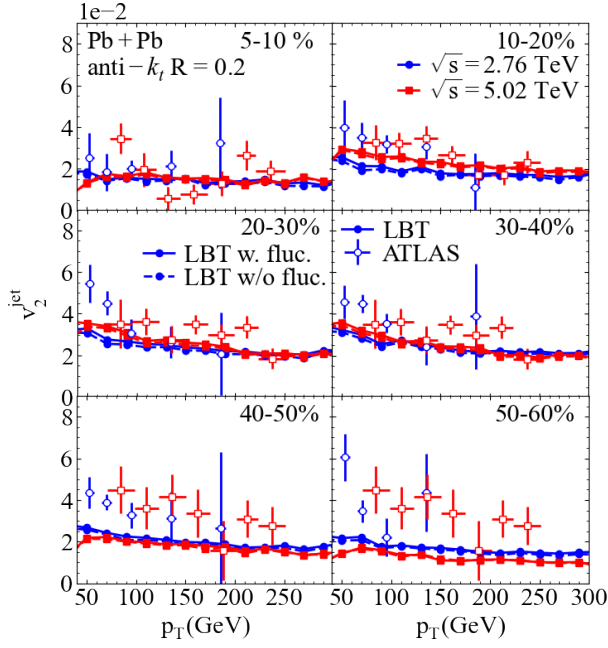 1e−2
Pb+Pb 5-10 %
anti−kₜ R = 0.2
10-20%
√s = 2.76 TeV
√s = 5.02 TeV
8
6
4
2
0
20-30%
LBT w. fluc.
LBT w/o fluc.
30-40%
LBT
ATLAS
8
6
4
2
0
v₂ʲᵉᵗ
40-50%
50-60%
8
6
4
2
0
50 100 150 200 250
50 100 150 200 250 300
p_T(GeV)
p_T(GeV)